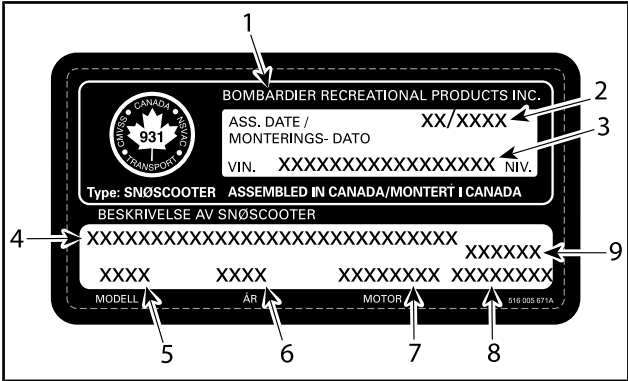 1
BOMBARDIER RECREATIONAL PRODUCTS INC.
2
ASS. DATE / XX/XXXX
MONTERINGS- DATO
3
VIN. XXXXXXXXXXXXXXXXX NIV.
CANADA
CMVSS
NSVAC
931
TRANSPORT
Type: SNØSCOOTER ASSEMBLED IN CANADA/MONTERT I CANADA
BESKRIVELSE AV SNØSCOOTER
4
XXXXXXXXXXXXXXXXXXXXXXXXXXXXX
XXXXXX
9
XXXX XXXX XXXXXXXX XXXXXXXX
MODELL ÅR MOTOR 516 005 671A
5 6 7 8